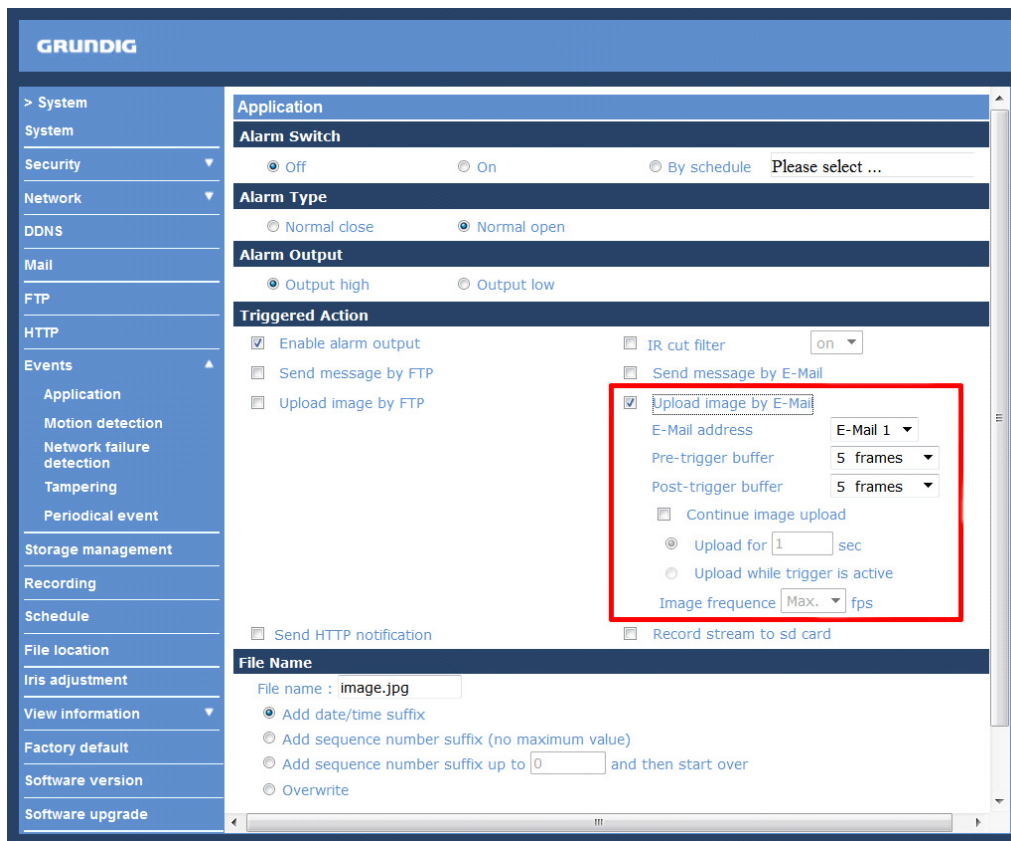 GRUNDIG
> System
System
Security
Network
DDNS
Mail
FTP
HTTP
Events
Application
Motion detection
Network failure
detection
Tampering
Periodical event
Storage management
Recording
Schedule
File location
Iris adjustment
View information
Factory default
Software version
Software upgrade
Application
Alarm Switch
Off On By schedule Please select ...
Alarm Type
Normal close Normal open
Alarm Output
Output high Output low
Triggered Action
Enable alarm output IR cut filter on
Send message by FTP Send message by E-Mail
Upload image by FTP Upload image by E-Mail
E-Mail address E-Mail 1
Pre-trigger buffer 5 frames
Post-trigger buffer 5 frames
Continue image upload
Upload for 1 sec
Upload while trigger is active
Image frequence Max. fps
Send HTTP notification Record stream to sd card
File Name
File name : image.jpg
Add date/time suffix
Add sequence number suffix (no maximum value)
Add sequence number suffix up to 0 and then start over
Overwrite